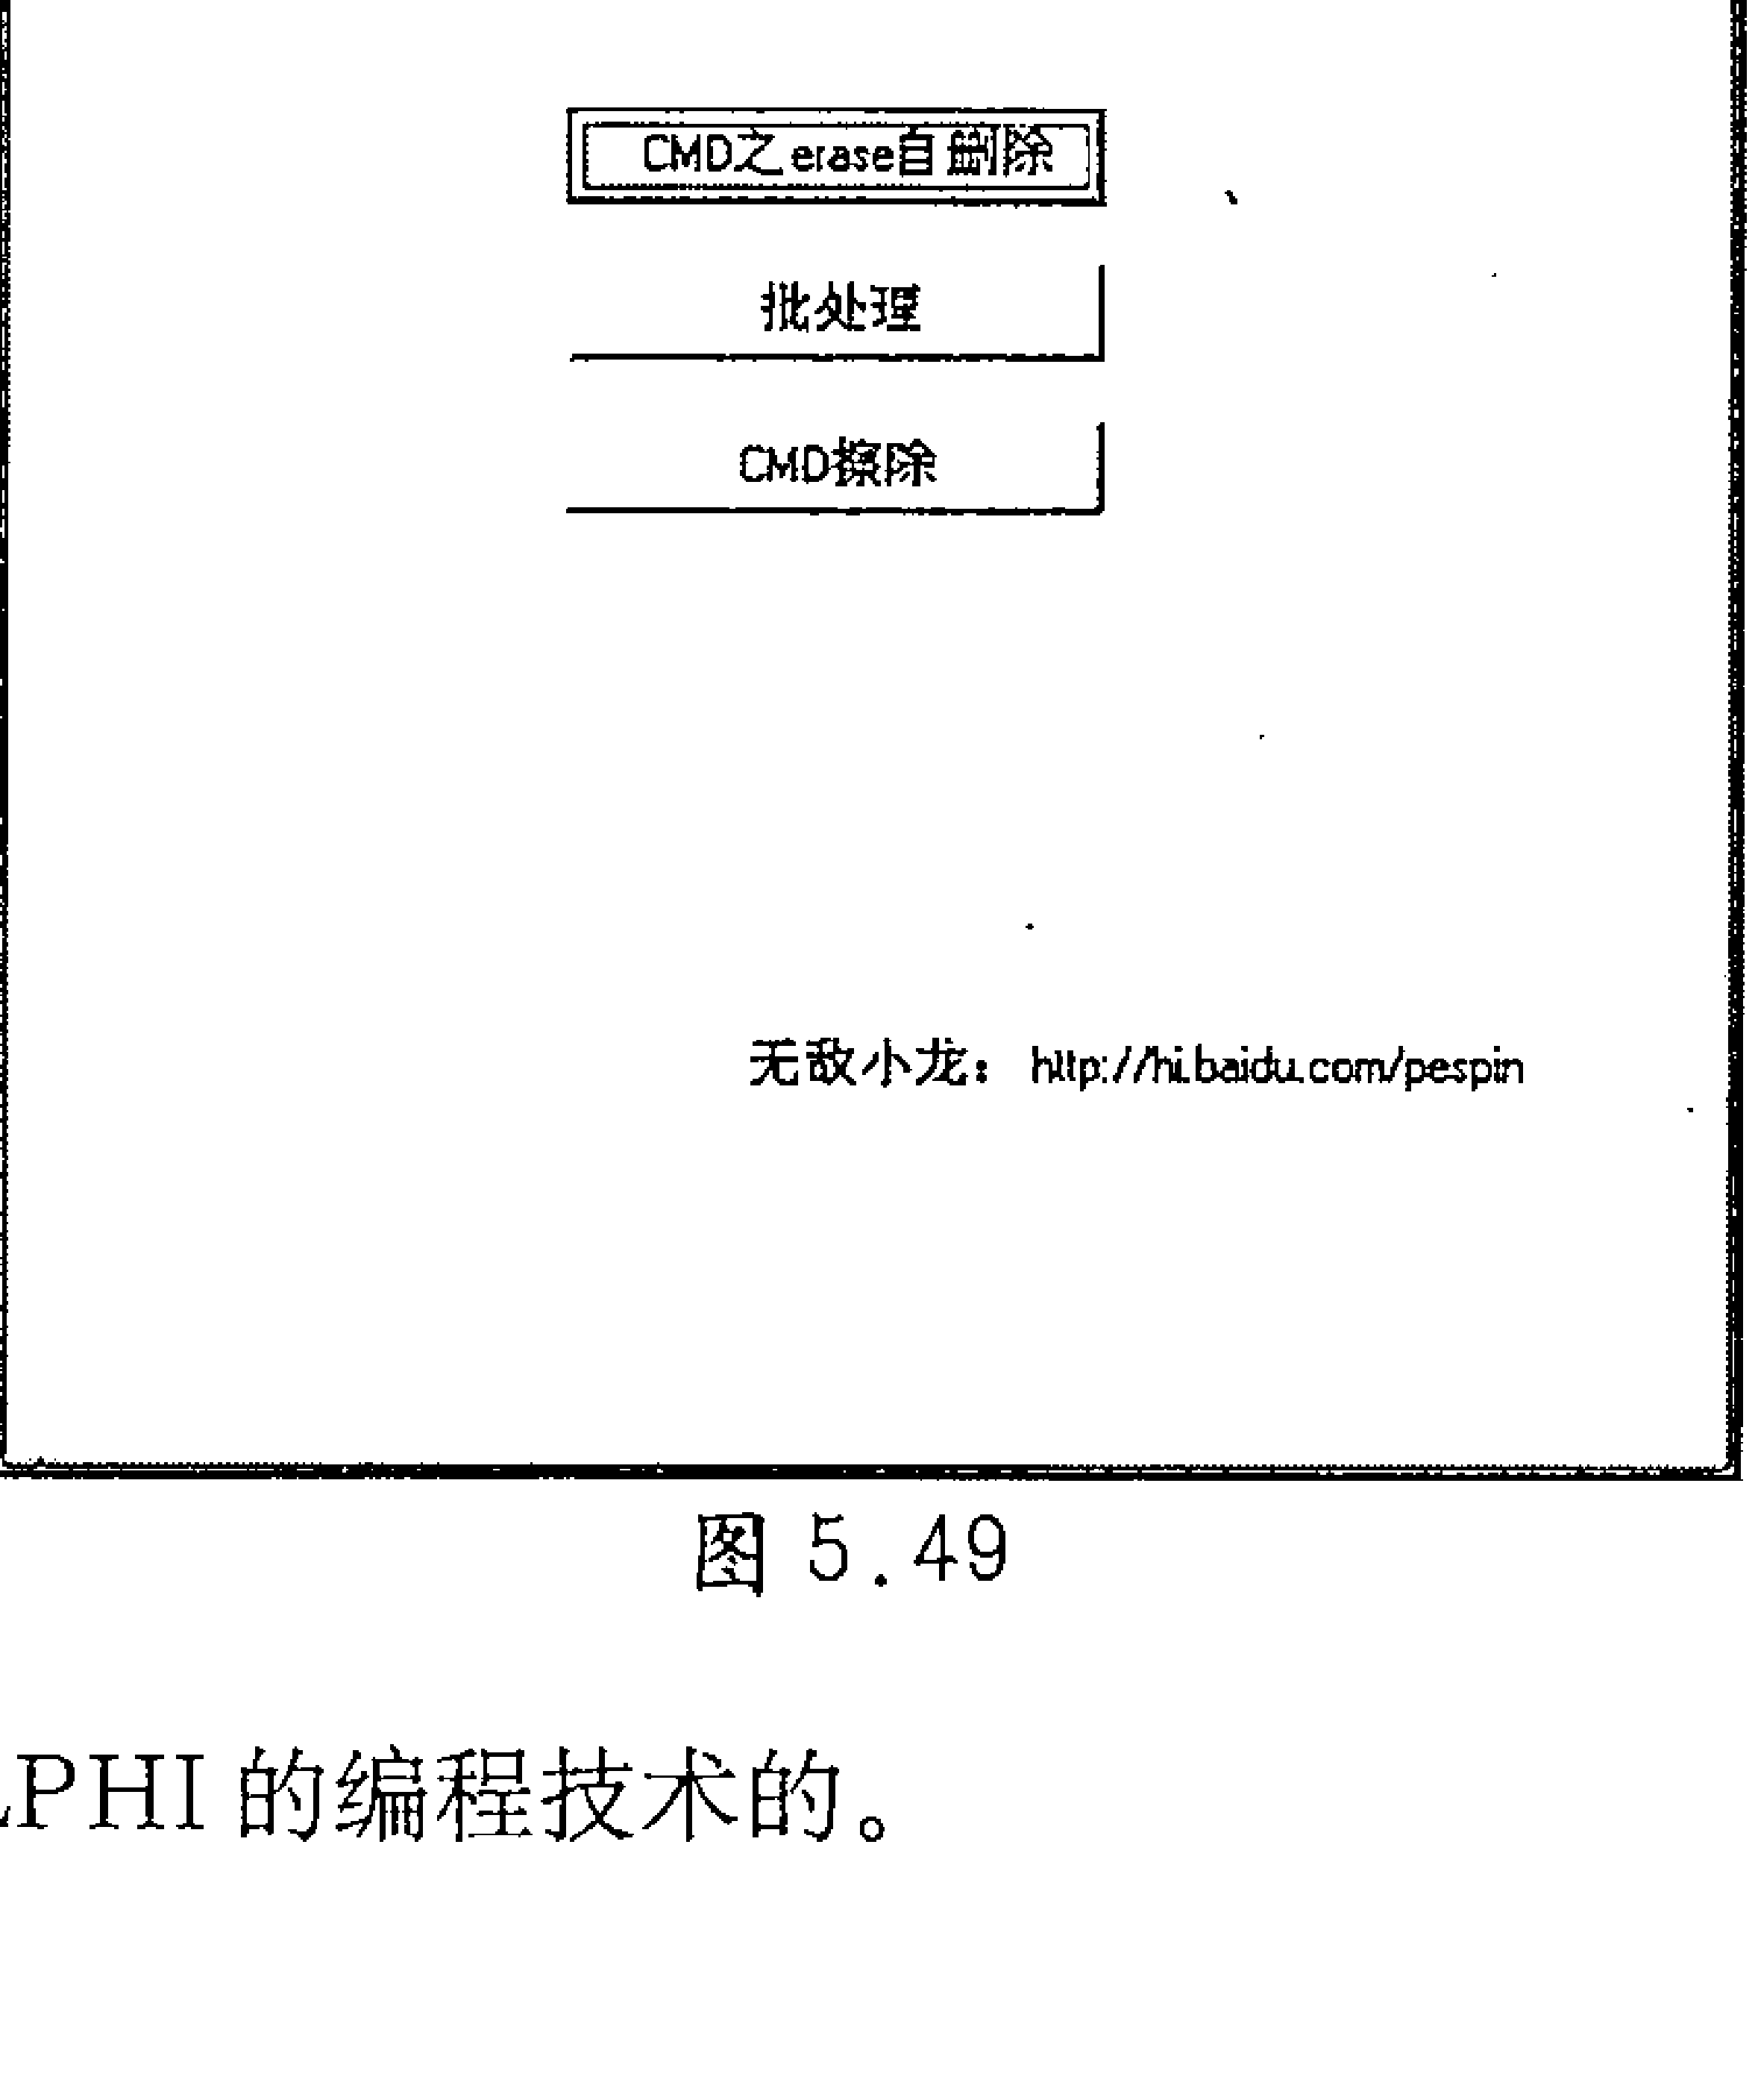 CMD之erase自删除
批处理
CMD擦除
无敌小龙：http://hi.baidu.com/pespin
图 5.49
LPHI 的编程技术的。